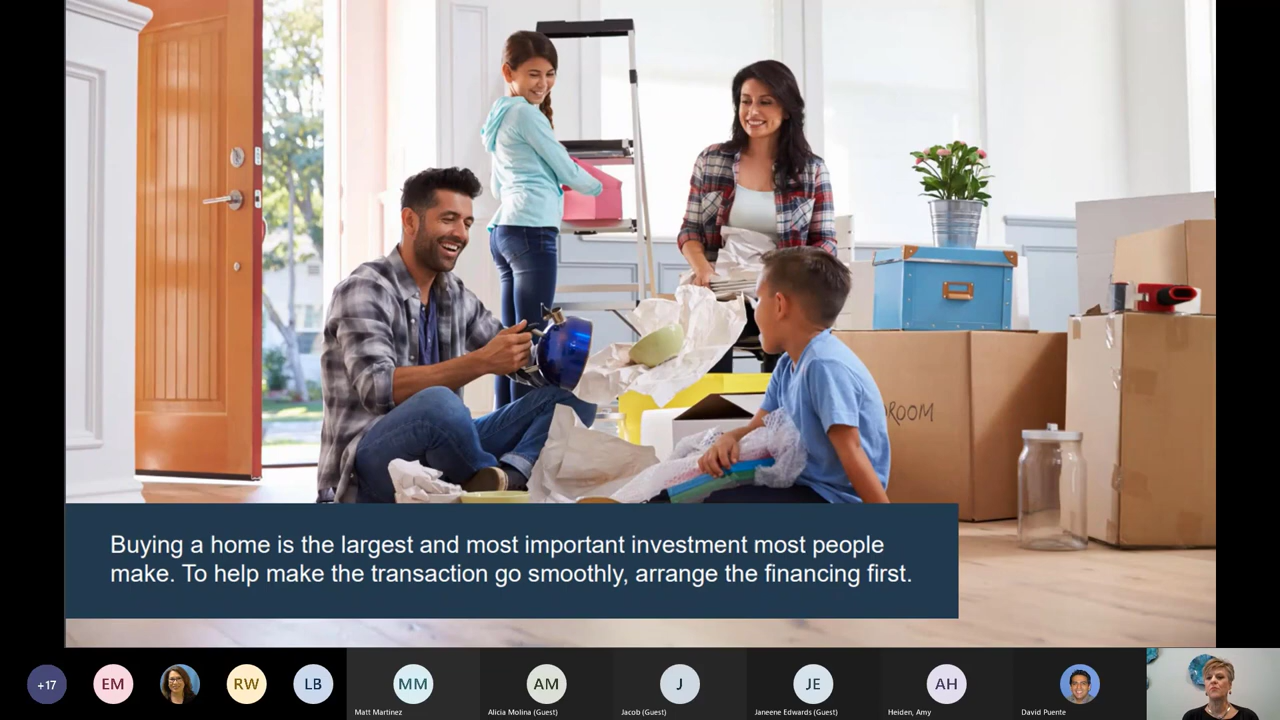 ROOM
Buying a home is the largest and most important investment most people
make. To help make the transaction go smoothly, arrange the financing first.
+17
EM
RW
LB
MM
AM
J
JE
AH
Matt Martinez
Alicia Molina (Guest)
Jacob (Guest)
Janeene Edwards (Guest)
Heiden, Amy
David Puente